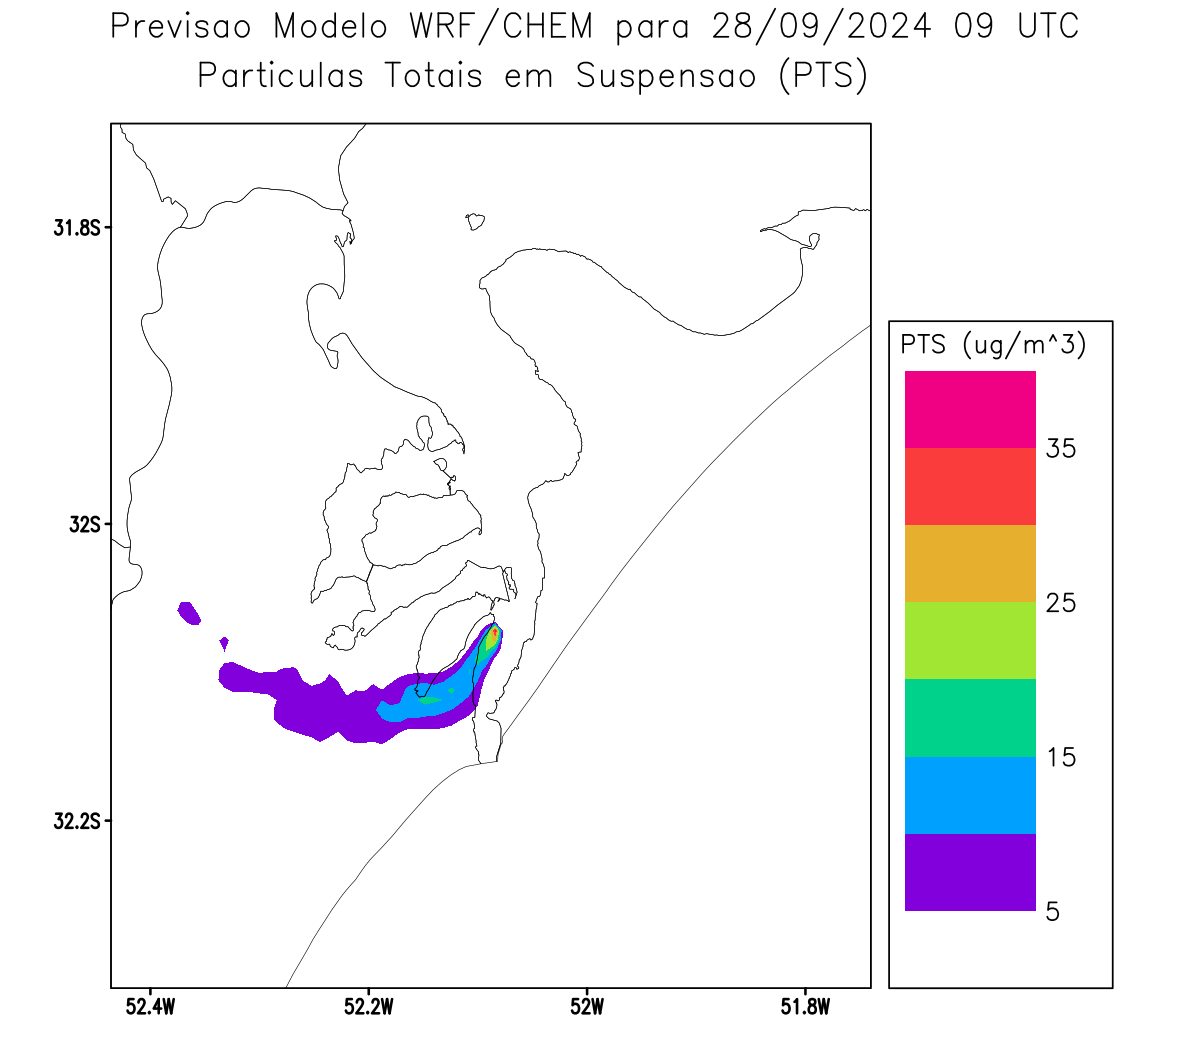 Previsao Modelo WRF/CHEM para 28/09/2024 09 UTC
Particulas Totais em Suspensao (PTS)
31.8S
32S
32.2S
52.4W
52.2W
52W
51.8W
PTS (ug/m^3)
35
25
15
5